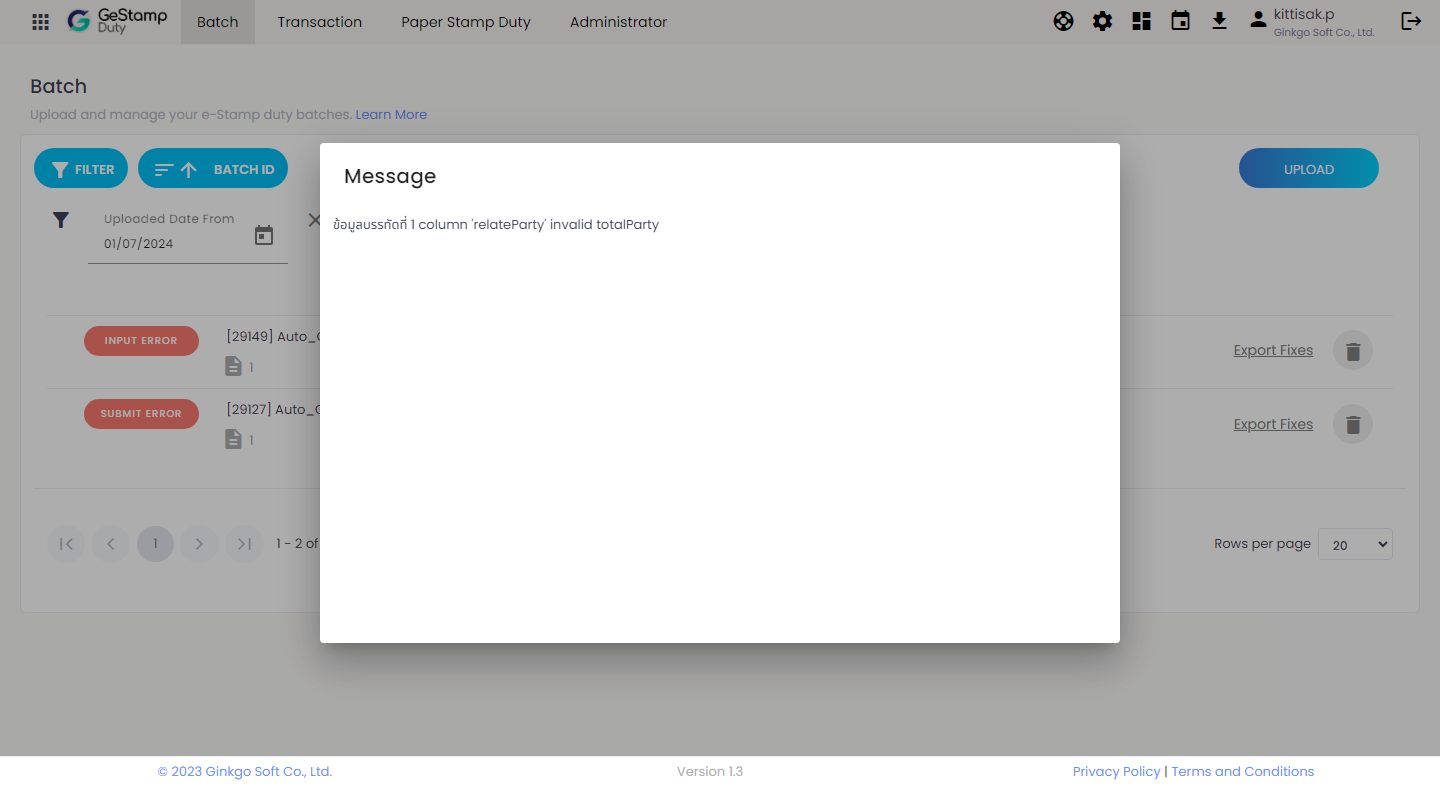 GeStamp
Duty
Batch
Transaction
Paper Stamp Duty
Administrator
kittisak.p
Ginkgo Soft Co., Ltd.
Batch
Upload and manage your e-Stamp duty batches. Learn More
FILTER
BATCH ID
UPLOAD
Message
ข้อมูลบรรทัดที่ 1 column 'relateParty' invalid totalParty
Uploaded Date From
01/07/2024
INPUT ERROR
[29149] Auto_
1
Export Fixes
SUBMIT ERROR
[29127] Auto_
1
Export Fixes
1
1 - 2 of
Rows per page
20
© 2023 Ginkgo Soft Co., Ltd.
Version 1.3
Privacy Policy | Terms and Conditions